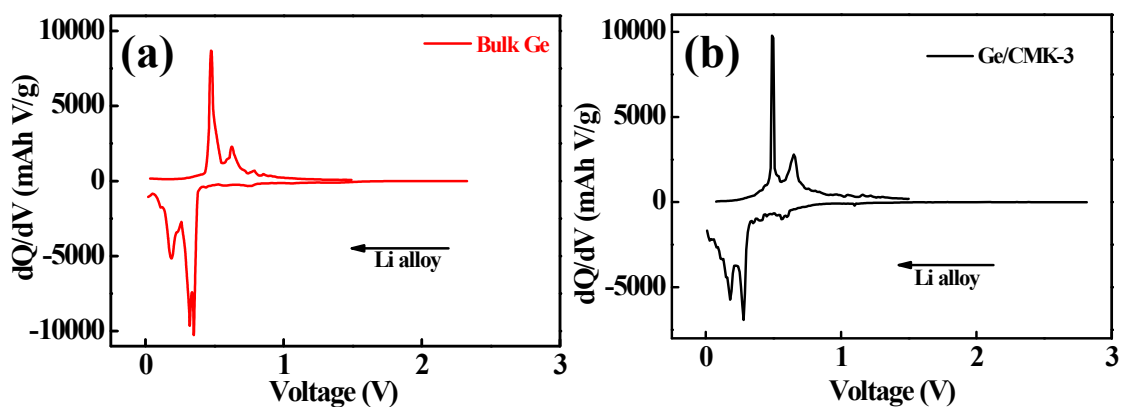 (a)
Bulk Ge
dQ/dV (mAh V/g)
10000
5000
0
-5000
-10000
Li alloy
0
1
2
3
Voltage (V)
(b)
Ge/CMK-3
dQ/dV (mAh V/g)
10000
5000
0
-5000
Li alloy
0
1
2
3
Voltage (V)